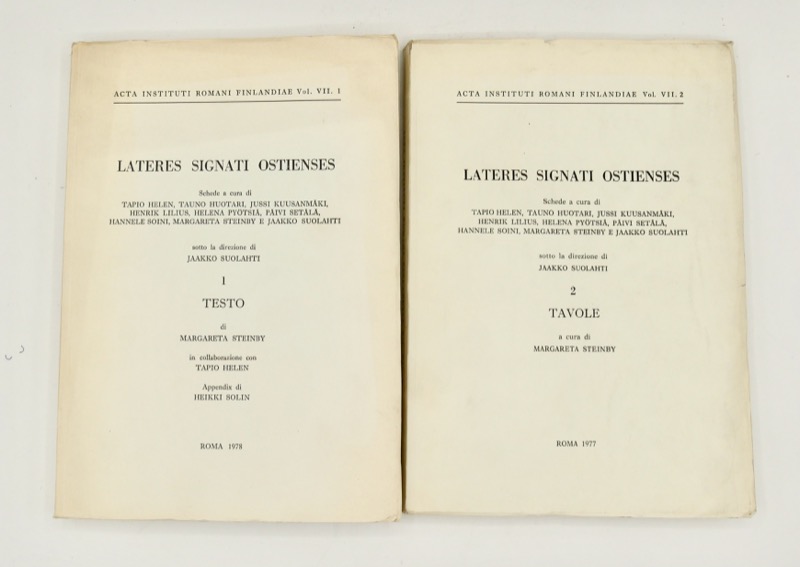 ACTA INSTITUTI ROMANI FINLANDIAE Vol. VII. 1
LATERES SIGNATI OSTIENSES
Schede a cura di
TAPIO HELEN, TAUNO HUOTARI, JUSSI KUUSANMÄKI,
HENRIK LILIUS, HELENA PYÖTSIÄ, PÄIVI SETÄLÄ,
HANNELE SOINI, MARGARETA STEINBY E JAAKKO SUOLAHTI
sotto la direzione di
JAAKKO SUOLAHTI
1
TESTO
di
MARGARETA STEINBY
in collaborazione con
TAPIO HELEN
Appendix di
HEIKKI SOLIN
ROMA 1978
ACTA INSTITUTI ROMANI FINLANDIAE Vol. VII. 2
LATERES SIGNATI OSTIENSES
Schede a cura di
TAPIO HELEN, TAUNO HUOTARI, JUSSI KUUSANMÄKI,
HENRIK LILIUS, HELENA PYÖTSIÄ, PÄIVI SETÄLÄ,
HANNELE SOINI, MARGARETA STEINBY E JAAKKO SUOLAHTI
sotto la direzione di
JAAKKO SUOLAHTI
2
TAVOLE
a cura di
MARGARETA STEINBY
ROMA 1977